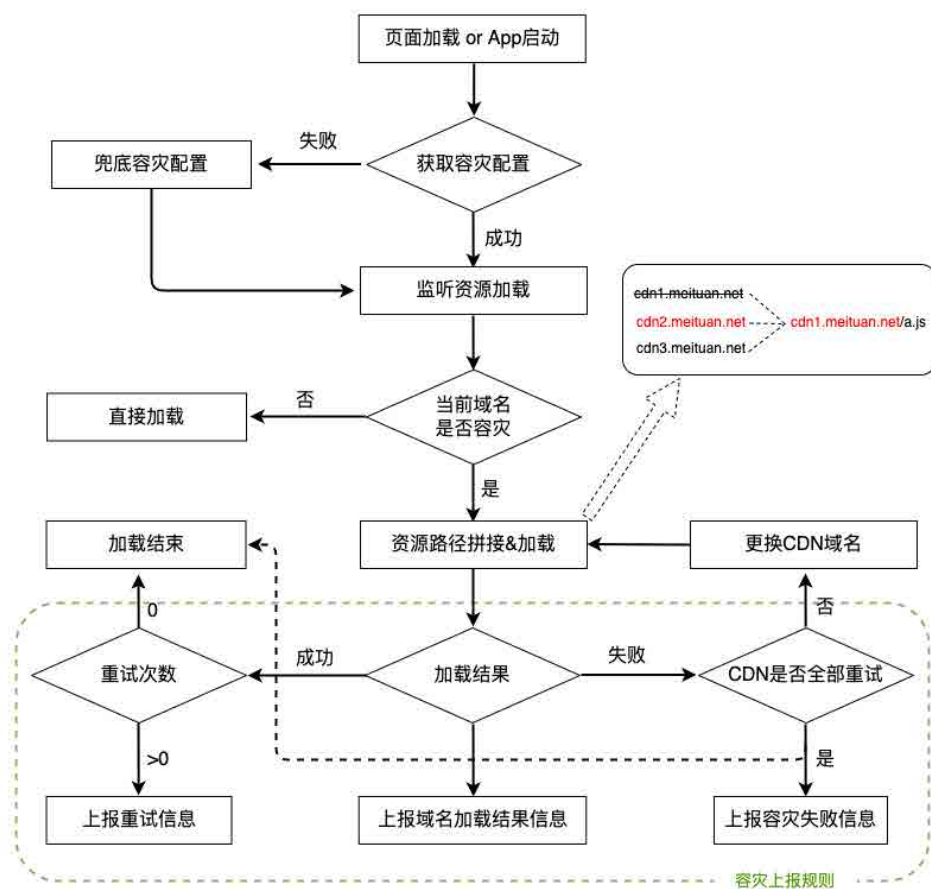 页面加载 or App启动
失败
兜底容灾配置
获取容灾配置
成功
监听资源加载
cdn1.meituan.net
cdn2.meituan.net
cdn1.meituan.net/a.js
cdn3.meituan.net
否
直接加载
当前域名
是否容灾
是
加载结束
资源路径拼接&加载
更换CDN域名
0
否
重试次数
成功
加载结果
失败
CDN是否全部重试
>0
是
上报重试信息
上报域名加载结果信息
上报容灾失败信息
容灾上报规则